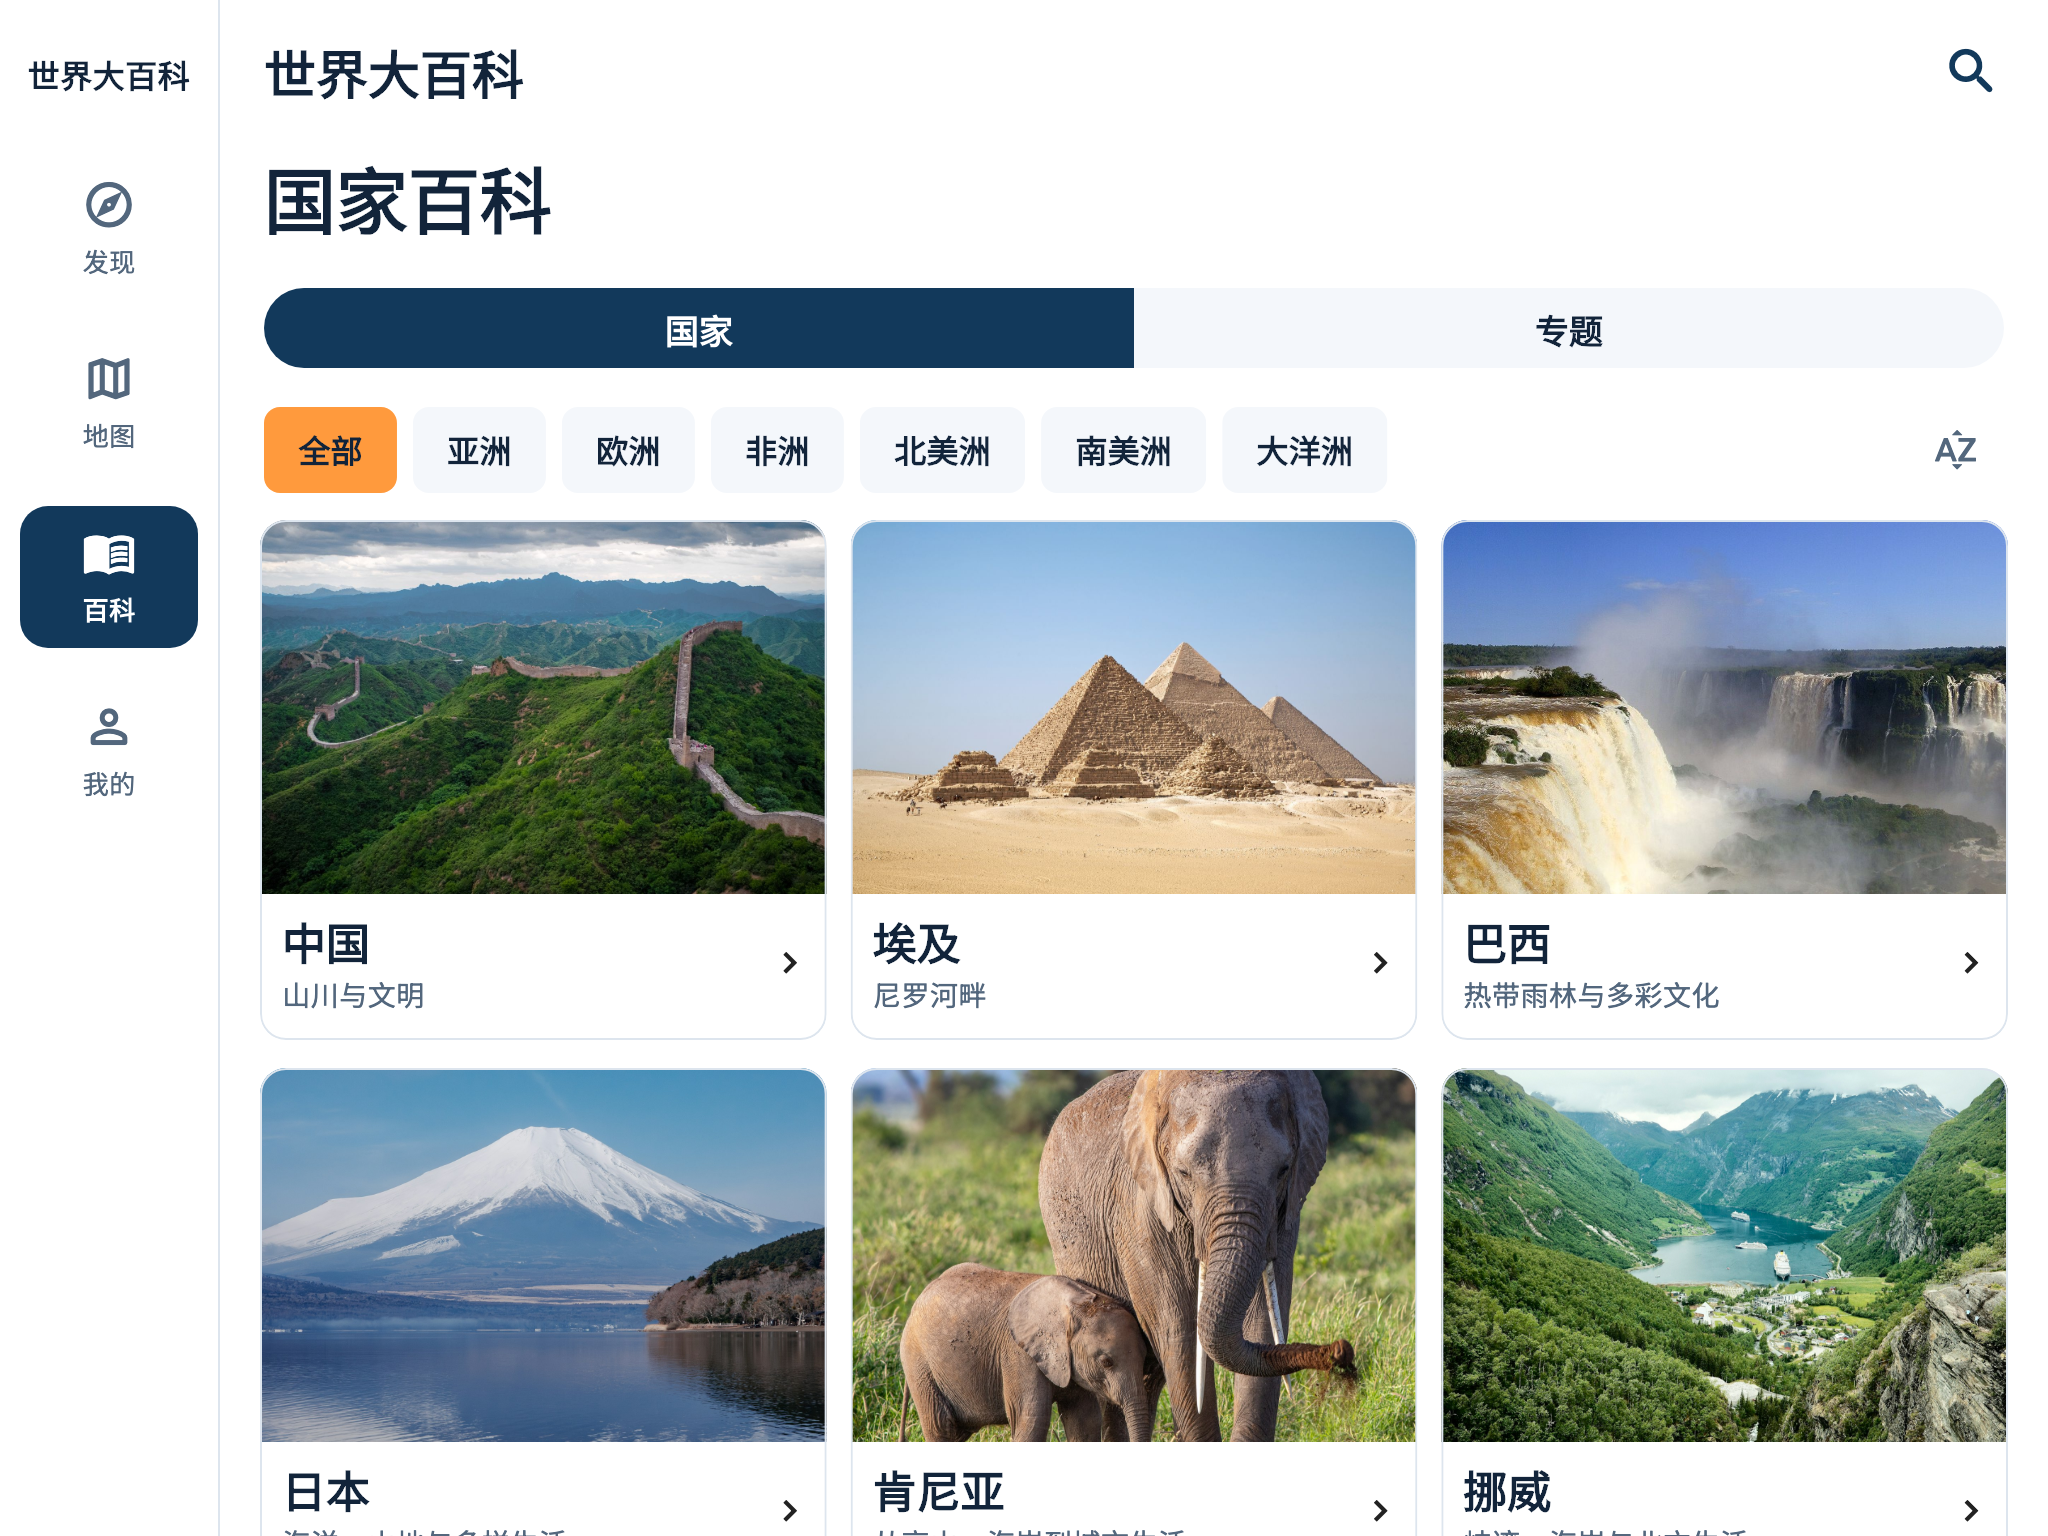 世界大百科
发现
地图
百科
我的
世界大百科
国家百科
国家
专题
全部
亚洲
欧洲
非洲
北美洲
南美洲
大洋洲
AZ
中国
山川与文明
埃及
尼罗河畔
巴西
热带雨林与多彩文化
日本
肯尼亚
挪威